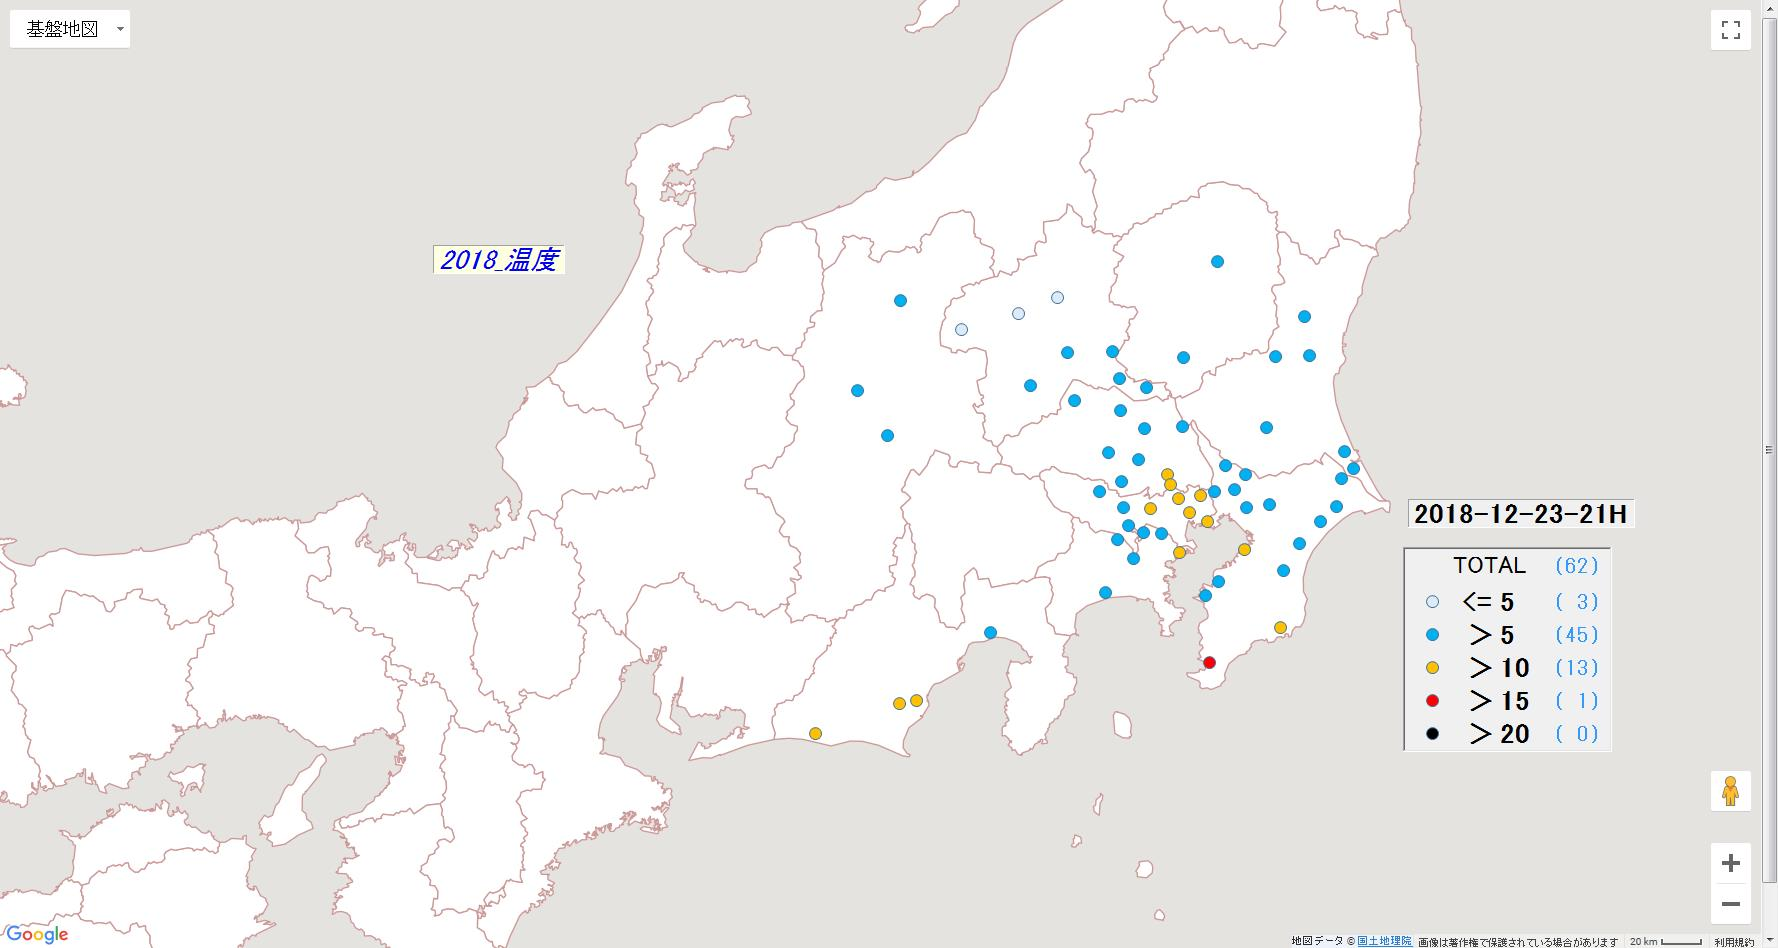 基盤地図
2018_温度
2018-12-23-21H
TOTAL (62)
<= 5 ( 3)
> 5 (45)
> 10 (13)
> 15 ( 1)
> 20 ( 0)
Google
地図データ © 国土地理院 画像は著作権で保護されている場合があります 20 km 利用規約